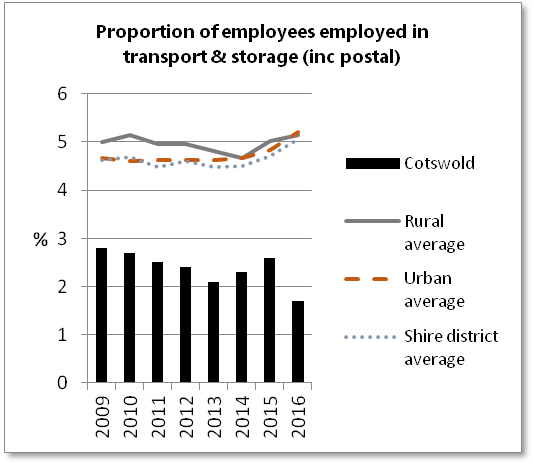 Proportion of employees employed in
transport & storage (inc postal)
6
5
4
3
2
1
0
%
2009
2010
2011
2012
2013
2014
2015
2016
Cotswold
Rural
average
Urban
average
Shire district
average